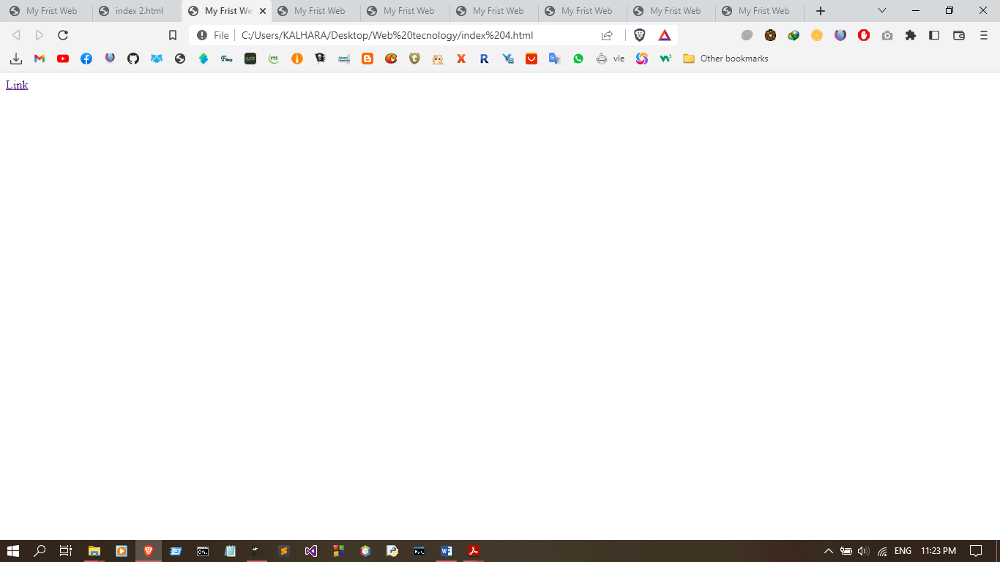 My Frist Web index 2.html My Frist We My Frist Web My Frist Web My Frist Web My Frist Web My Frist Web My Frist Web
File C:/Users/KALHARA/Desktop/Web%20tecnology/index%204.html
vle Other bookmarks
Link
ENG 11:23 PM